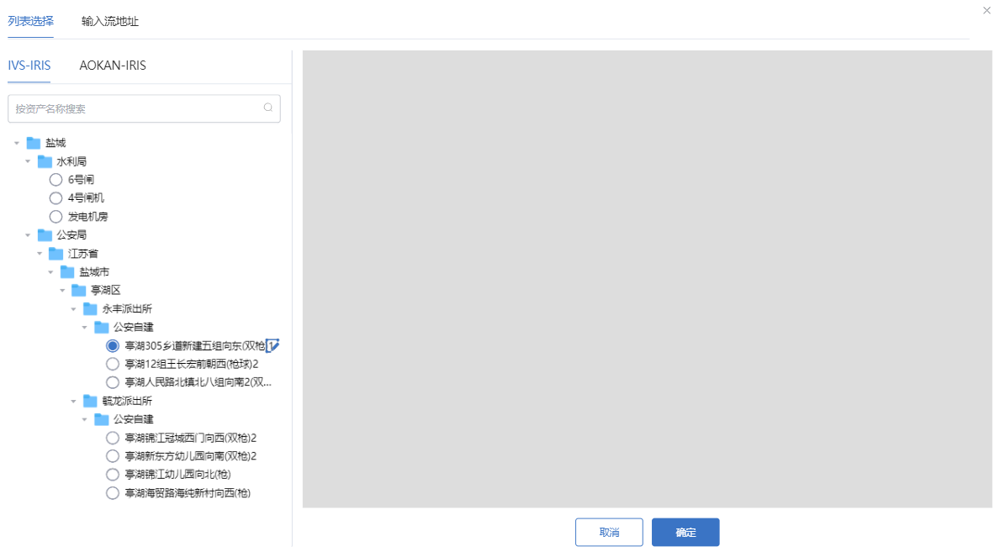 列表选择 输入流地址
IVS-IRIS AOKAN-IRIS
按资产名称搜索
盐城
水利局
6号闸
4号闸机
发电机房
公安局
江苏省
盐城市
亭湖区
永丰派出所
公安自建
亭湖305乡道新建五组向东(双枪)1
亭湖12组王长宏前朝西(枪球)2
亭湖人民路北镇北八组向南2(双...
毓龙派出所
公安自建
亭湖锦江冠城西门向西(双枪)2
亭湖新东方幼儿园向南(双枪)2
亭湖锦江幼儿园向北(枪)
亭湖海贸路海纯新村向西(枪)
取消 确定